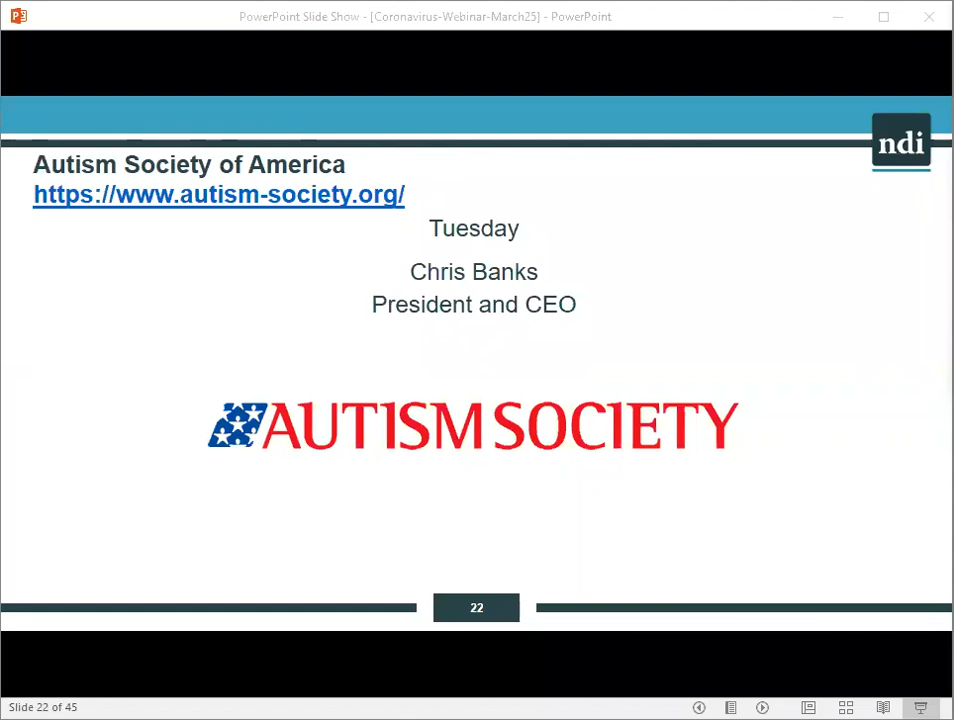 PowerPoint Slide Show - [Coronavirus-Webinar-March25] - PowerPoint
ndi
Autism Society of America
https://www.autism-society.org/
Tuesday
Chris Banks
President and CEO
AUTISM SOCIETY
22
Slide 22 of 45